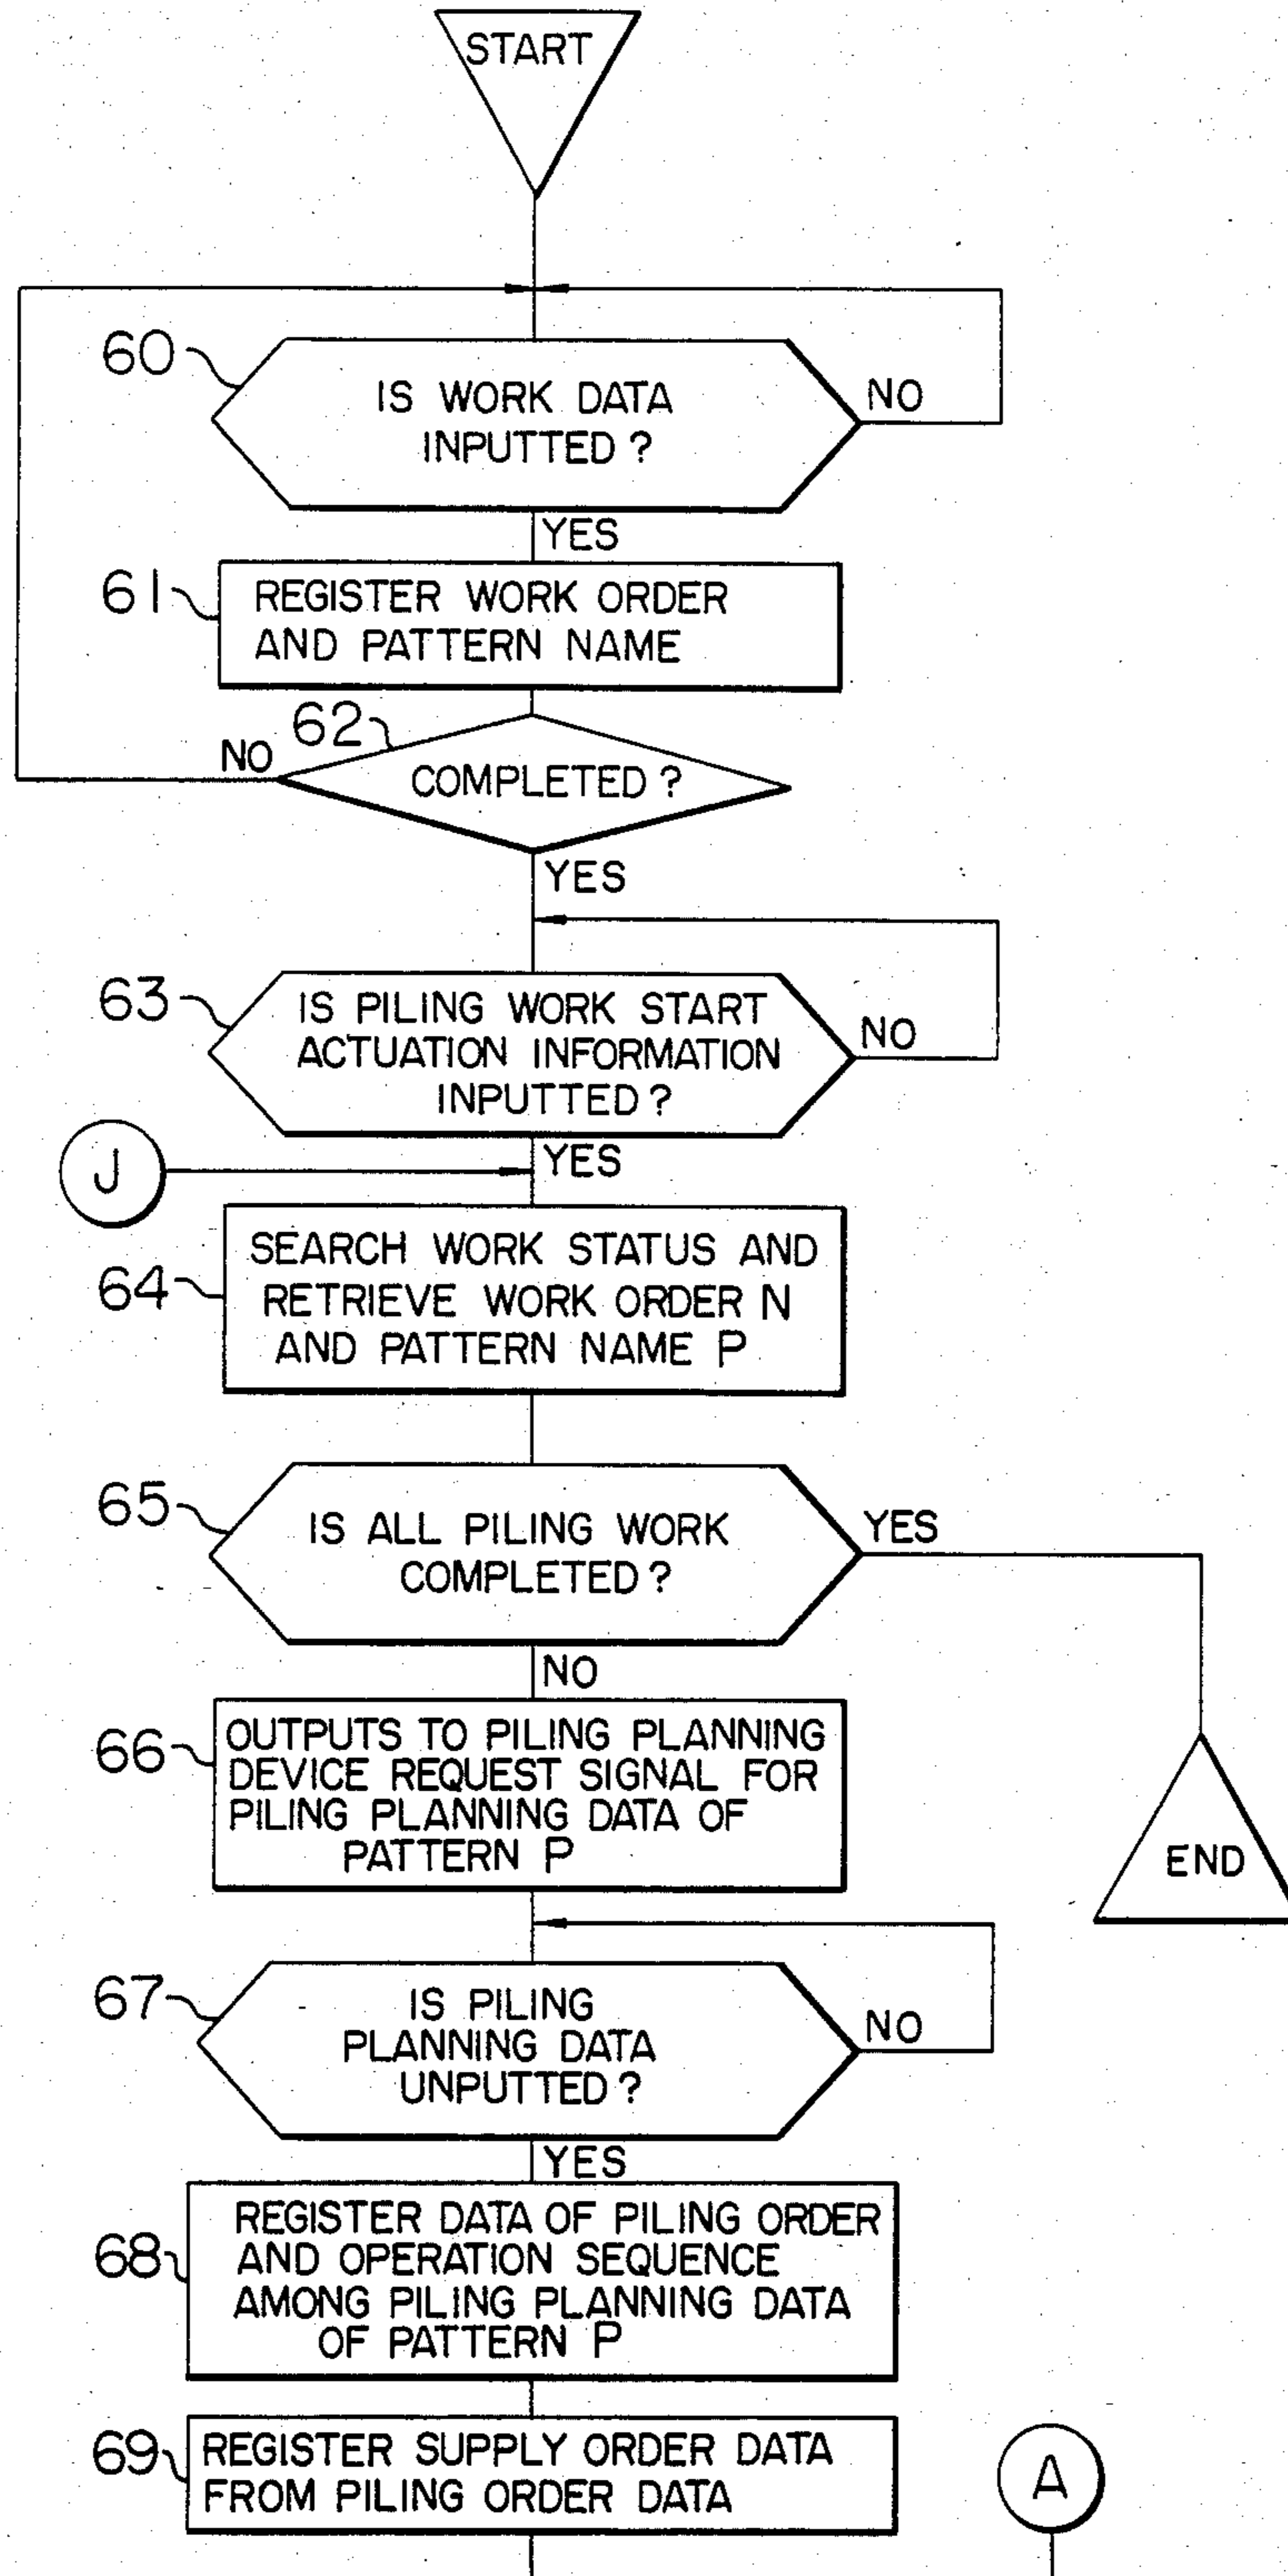 START
60
IS WORK DATA
INPUTTED ?
NO
YES
61
REGISTER WORK ORDER
AND PATTERN NAME
62
NO
COMPLETED ?
YES
63
IS PILING WORK START
ACTUATION INFORMATION
INPUTTED ?
NO
J
YES
64
SEARCH WORK STATUS AND
RETRIEVE WORK ORDER N
AND PATTERN NAME P
65
IS ALL PILING WORK
COMPLETED ?
YES
NO
66
OUTPUTS TO PILING PLANNING
DEVICE REQUEST SIGNAL FOR
PILING PLANNING DATA OF
PATTERN P
END
67
IS PILING
PLANNING DATA
UNPUTTED ?
NO
YES
68
REGISTER DATA OF PILING ORDER
AND OPERATION SEQUENCE
AMONG PILING PLANNING DATA
OF PATTERN P
69
REGISTER SUPPLY ORDER DATA
FROM PILING ORDER DATA
A